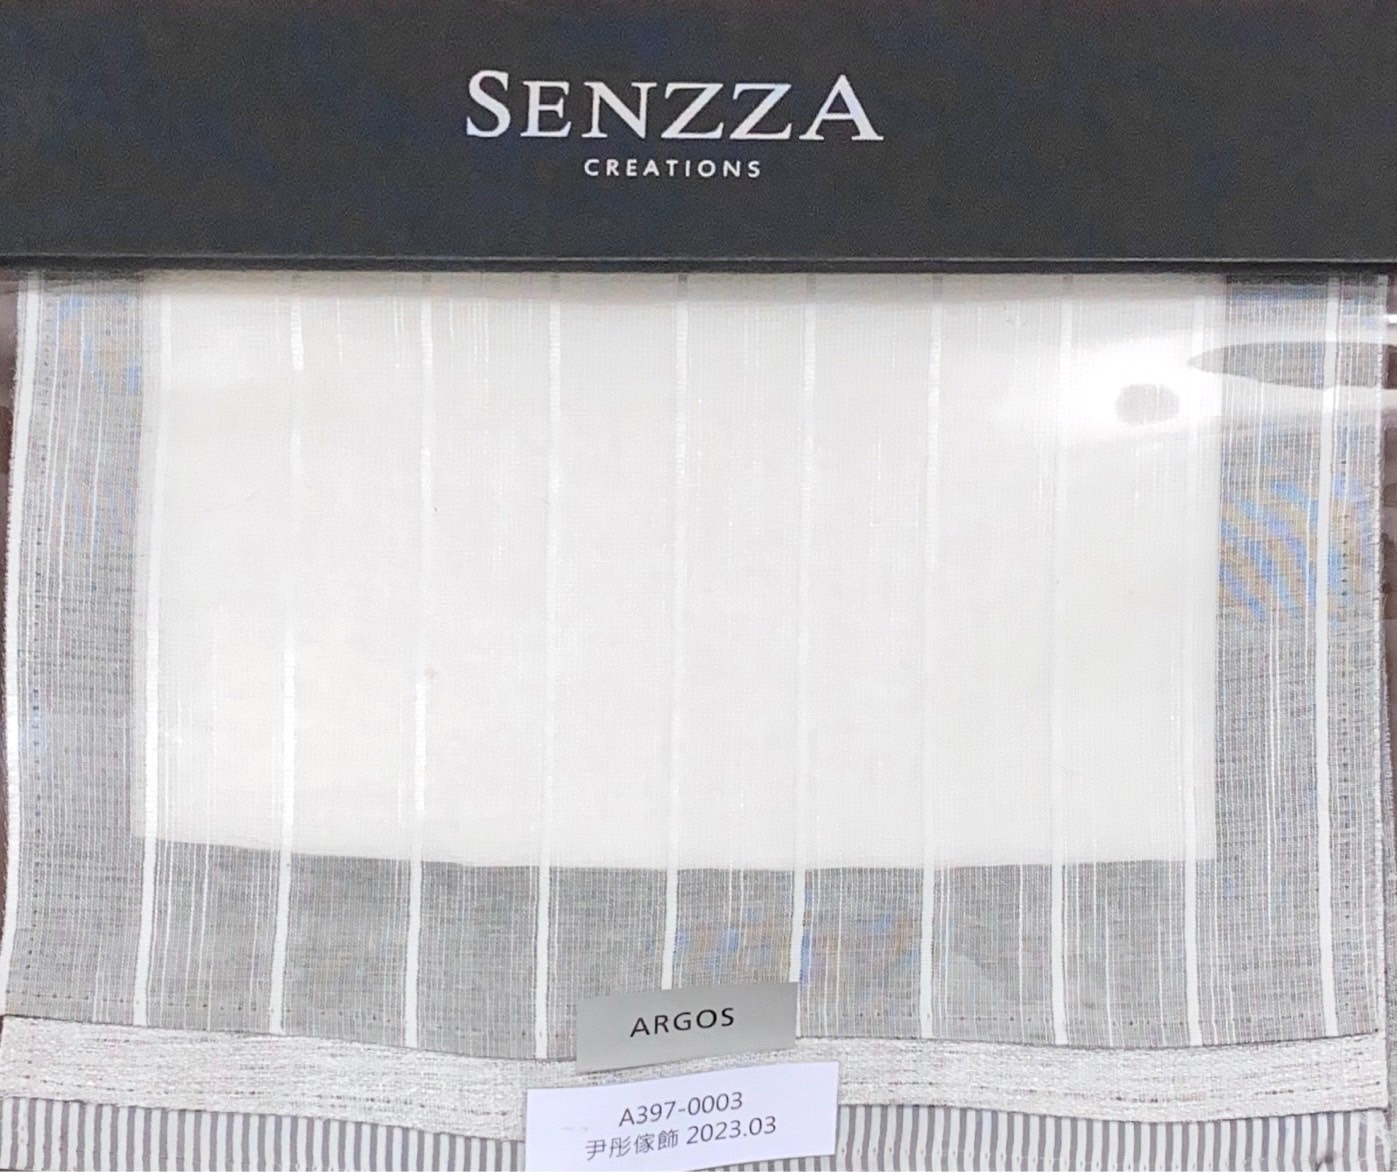 SENZZA
CREATIONS
ARGOS
A397-0003
尹彤傢飾 2023.03